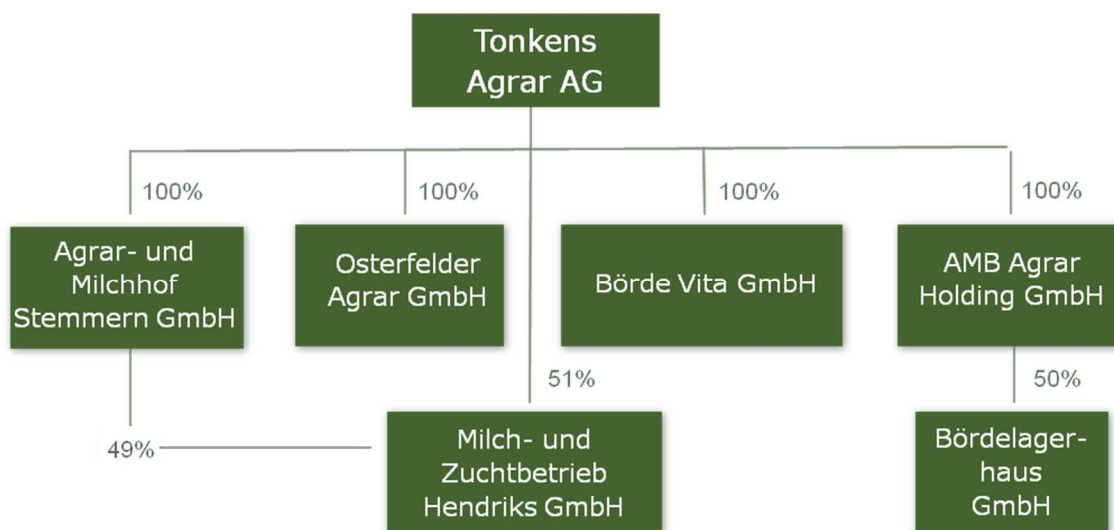 Tonkens
Agrar AG
100%
100%
100%
100%
Agrar- und
Milchhof
Stemmern GmbH
Osterfelder
Agrar GmbH
Börde Vita GmbH
AMB Agrar
Holding GmbH
51%
50%
49%
Milch- und
Zuchtbetrieb
Hendriks GmbH
Bördelager-
haus
GmbH